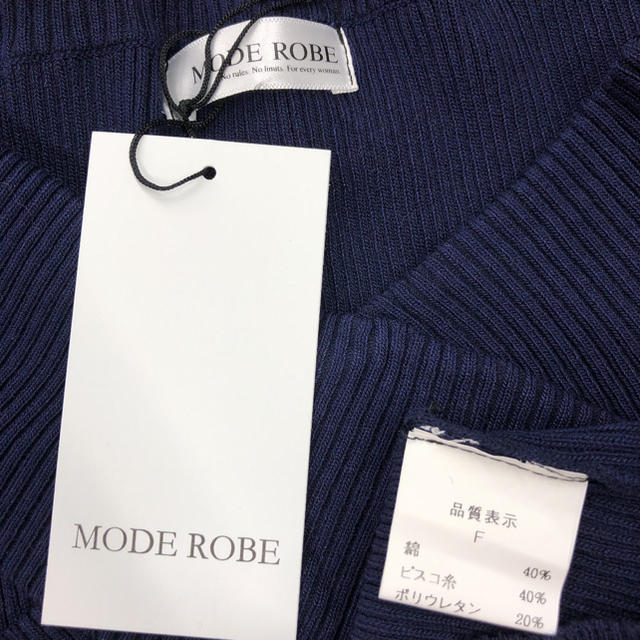 MODE ROBE
No rules. No limits. For every woman.
MODE ROBE
品質表示
F
綿 40%
ビスコ糸 40%
ポリウレタン 20%